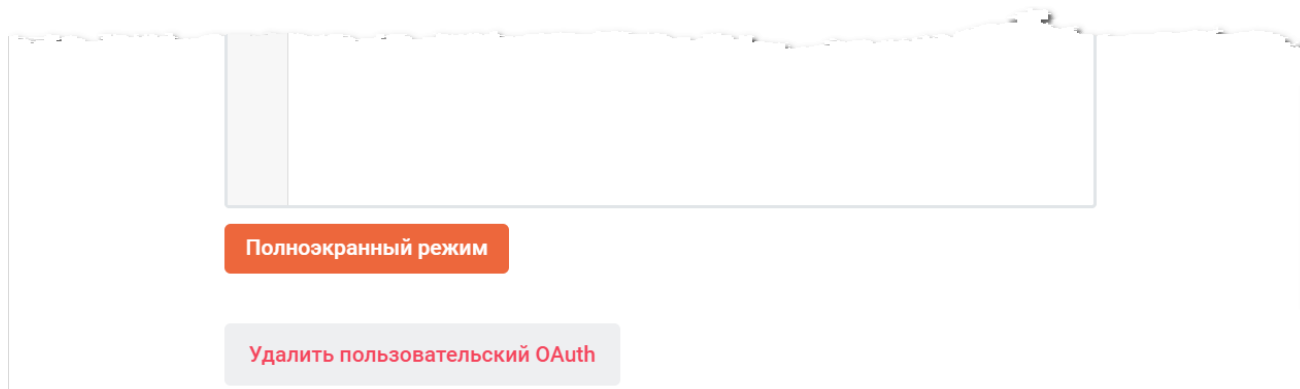 Полноэкранный режим
Удалить пользовательский OAuth